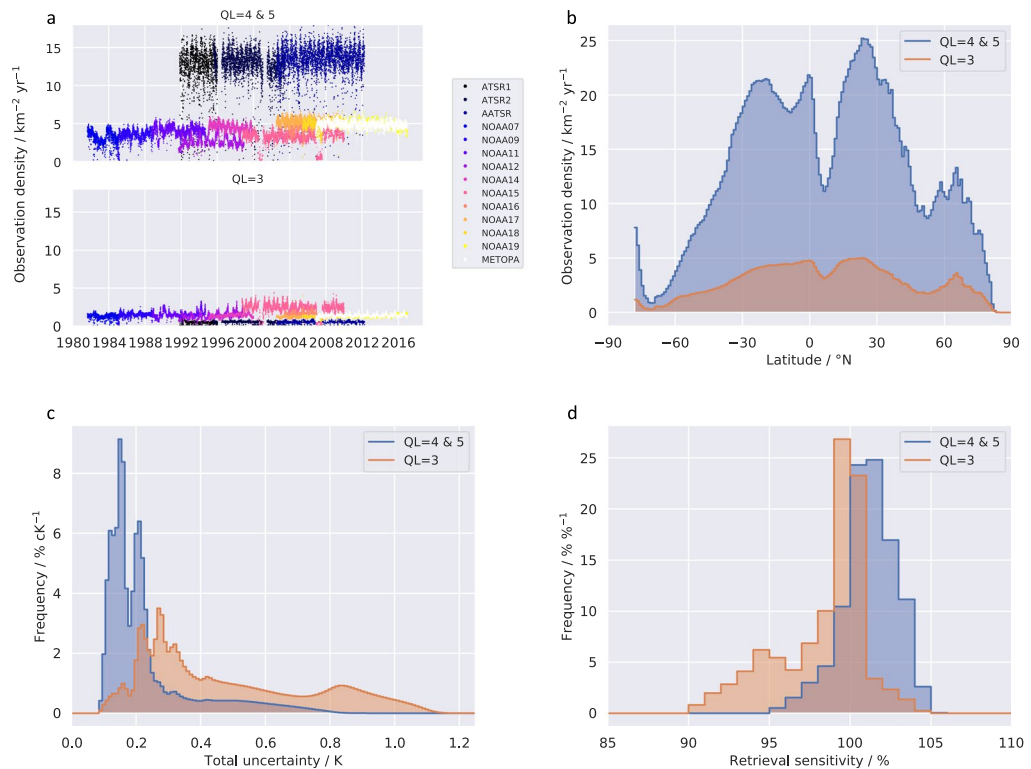 a
QL=4 & 5
Observation density / km⁻² yr⁻¹
15
10
5
0
QL=3
15
10
5
0
1980 1984 1988 1992 1996 2000 2004 2008 2012 2016
ATSR1
ATSR2
AATSR
NOAA07
NOAA09
NOAA11
NOAA12
NOAA14
NOAA15
NOAA16
NOAA17
NOAA18
NOAA19
METOPA
b
Observation density / km⁻² yr⁻¹
25
20
15
10
5
0
QL=4 & 5
QL=3
−90 −60 −30 0 30 60 90
Latitude / °N
c
Frequency / % cK⁻¹
8
6
4
2
0
QL=4 & 5
QL=3
0.0 0.2 0.4 0.6 0.8 1.0 1.2
Total uncertainty / K
d
Frequency / % %⁻¹
25
20
15
10
5
0
QL=4 & 5
QL=3
85 90 95 100 105 110
Retrieval sensitivity / %